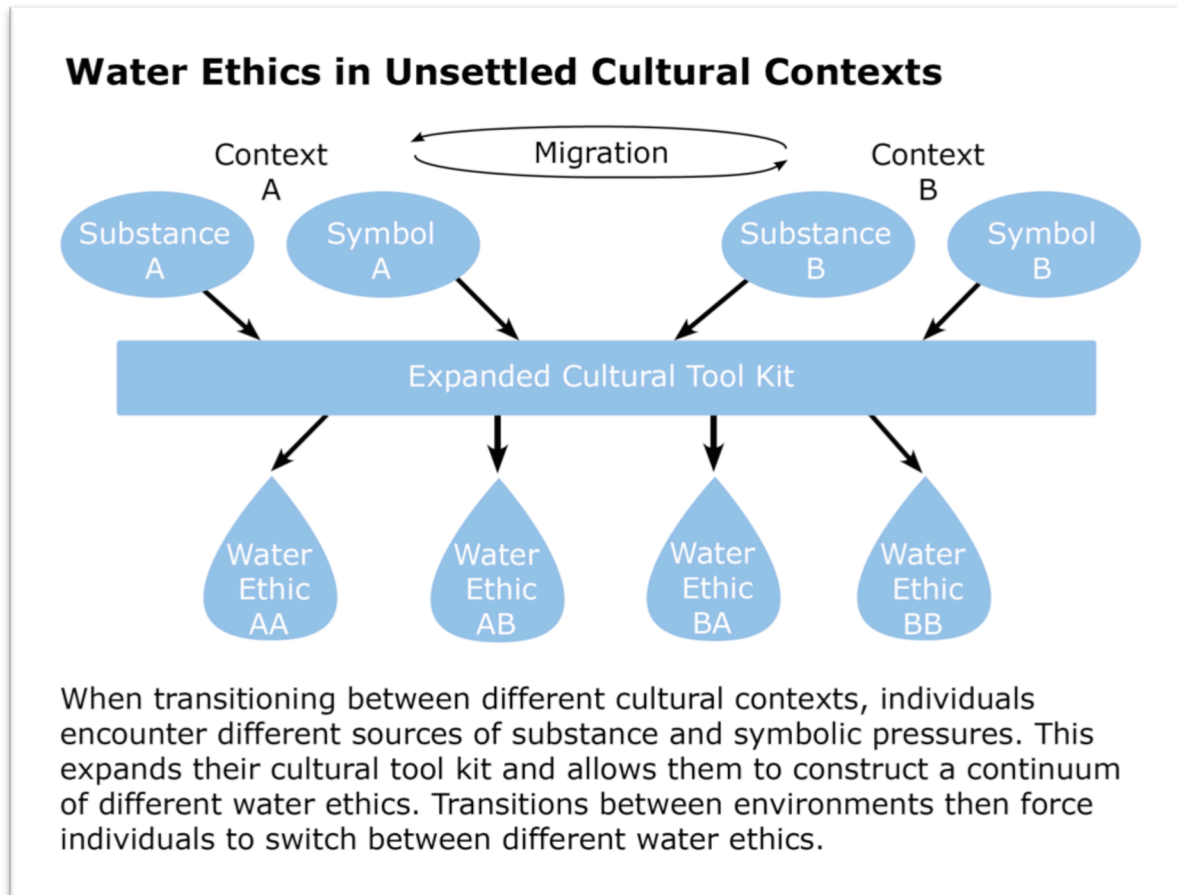 Water Ethics in Unsettled Cultural Contexts
Context
A
Migration
Context
B
Substance
A
Symbol
A
Substance
B
Symbol
B
Expanded Cultural Tool Kit
Water
Ethic
AA
Water
Ethic
AB
Water
Ethic
BA
Water
Ethic
BB
When transitioning between different cultural contexts, individuals
encounter different sources of substance and symbolic pressures. This
expands their cultural tool kit and allows them to construct a continuum
of different water ethics. Transitions between environments then force
individuals to switch between different water ethics.